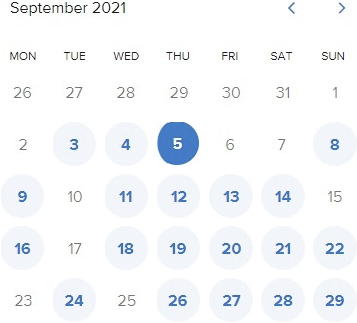 September 2021
MON TUE WED THU FRI SAT SUN
26 27 28 29 30 31 1
2 3 4 5 6 7 8
9 10 11 12 13 14 15
16 17 18 19 20 21 22
23 24 25 26 27 28 29